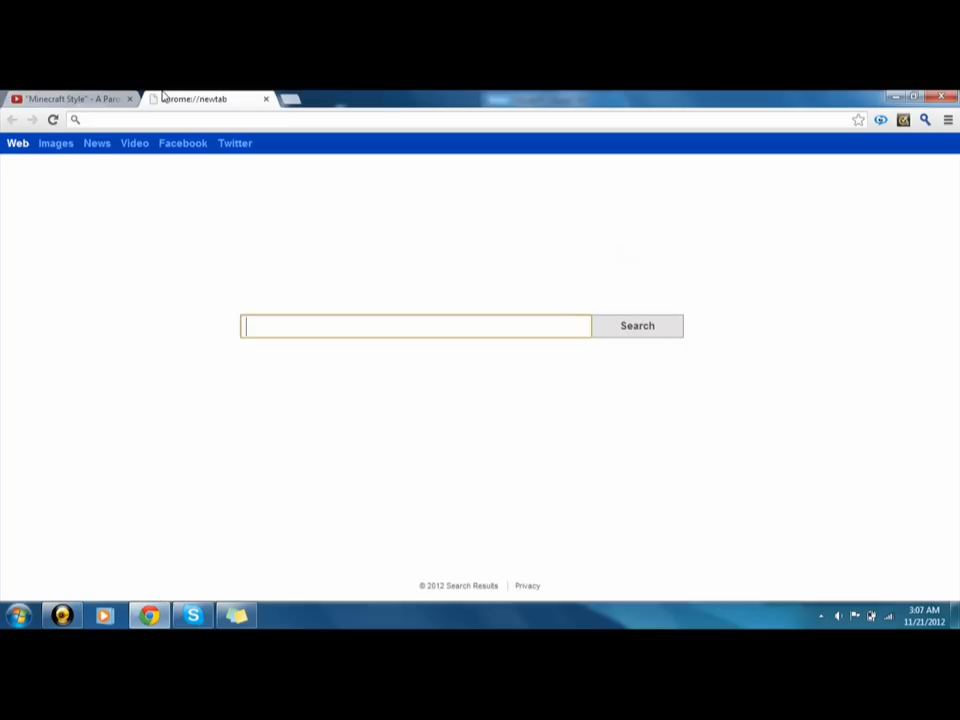 "Minecraft Style" - A Paro
chrome://newtab
Web Images News Video Facebook Twitter
Search
© 2012 Search Results | Privacy
3:07 AM
11/21/2012